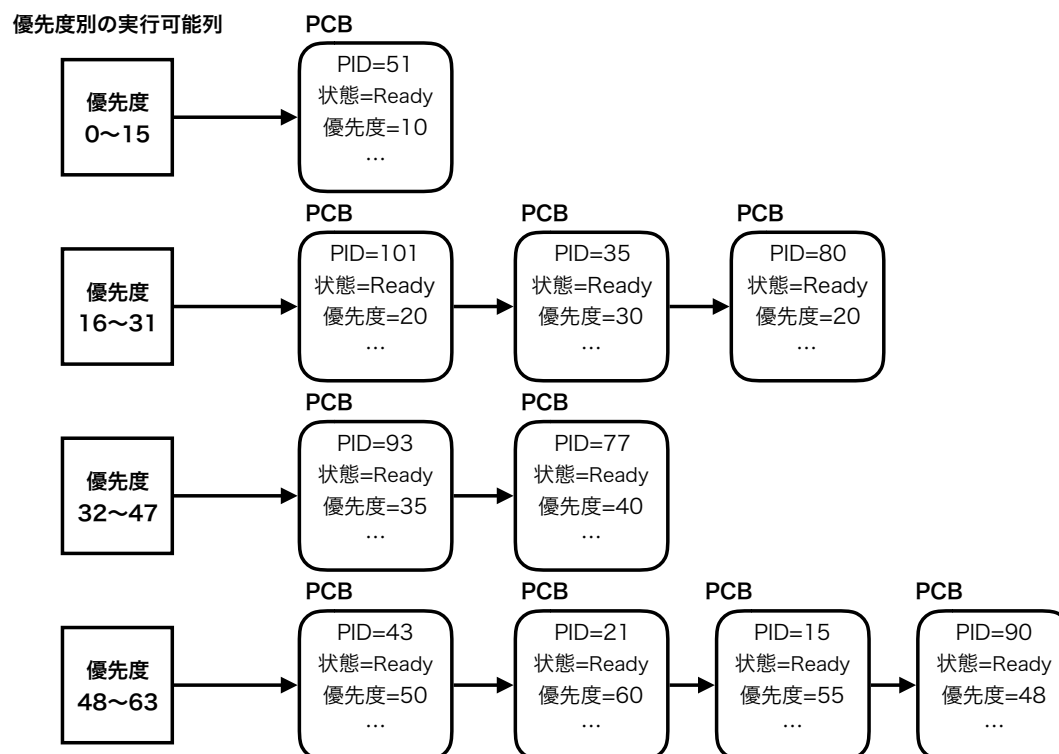 優先度別の実行可能列
PCB
優先度
0〜15
PID=51
状態=Ready
優先度=10
...
PCB
PCB
PCB
優先度
16〜31
PID=101
状態=Ready
優先度=20
...
PID=35
状態=Ready
優先度=30
...
PID=80
状態=Ready
優先度=20
...
PCB
PCB
優先度
32〜47
PID=93
状態=Ready
優先度=35
...
PID=77
状態=Ready
優先度=40
...
PCB
PCB
PCB
PCB
優先度
48〜63
PID=43
状態=Ready
優先度=50
...
PID=21
状態=Ready
優先度=60
...
PID=15
状態=Ready
優先度=55
...
PID=90
状態=Ready
優先度=48
...